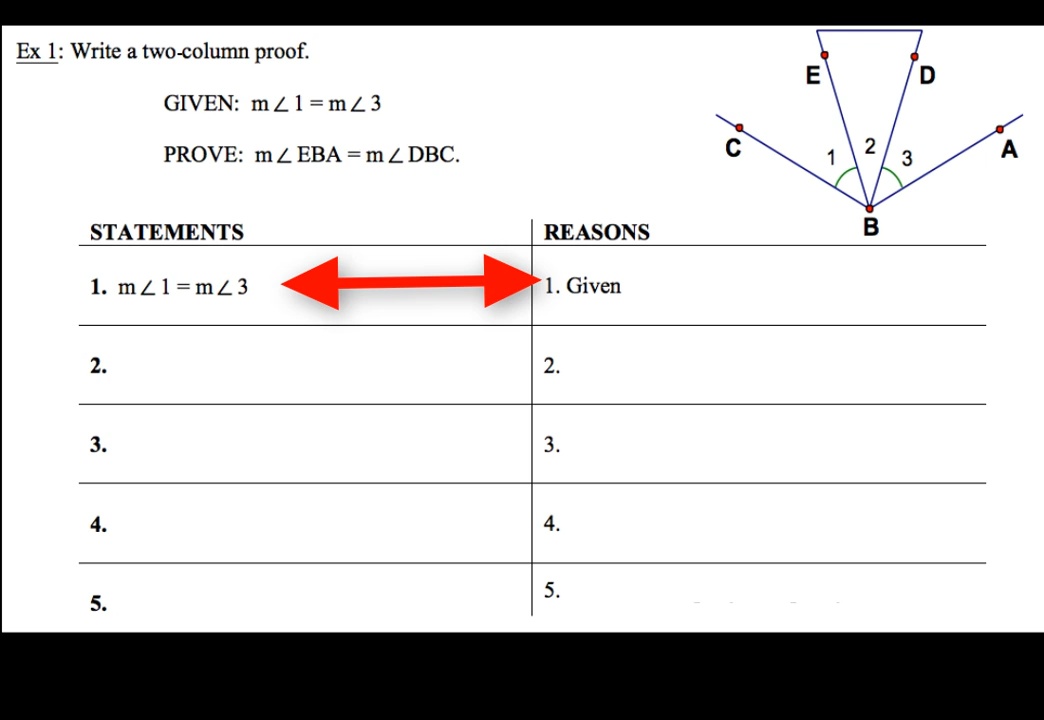 Ex 1: Write a two-column proof.
GIVEN: m∠1 = m∠3
PROVE: m∠EBA = m∠DBC.
E D
C 1 2 3 A
B
STATEMENTS REASONS
1. m∠1 = m∠3 1. Given
2. 2.
3. 3.
4. 4.
5. 5.